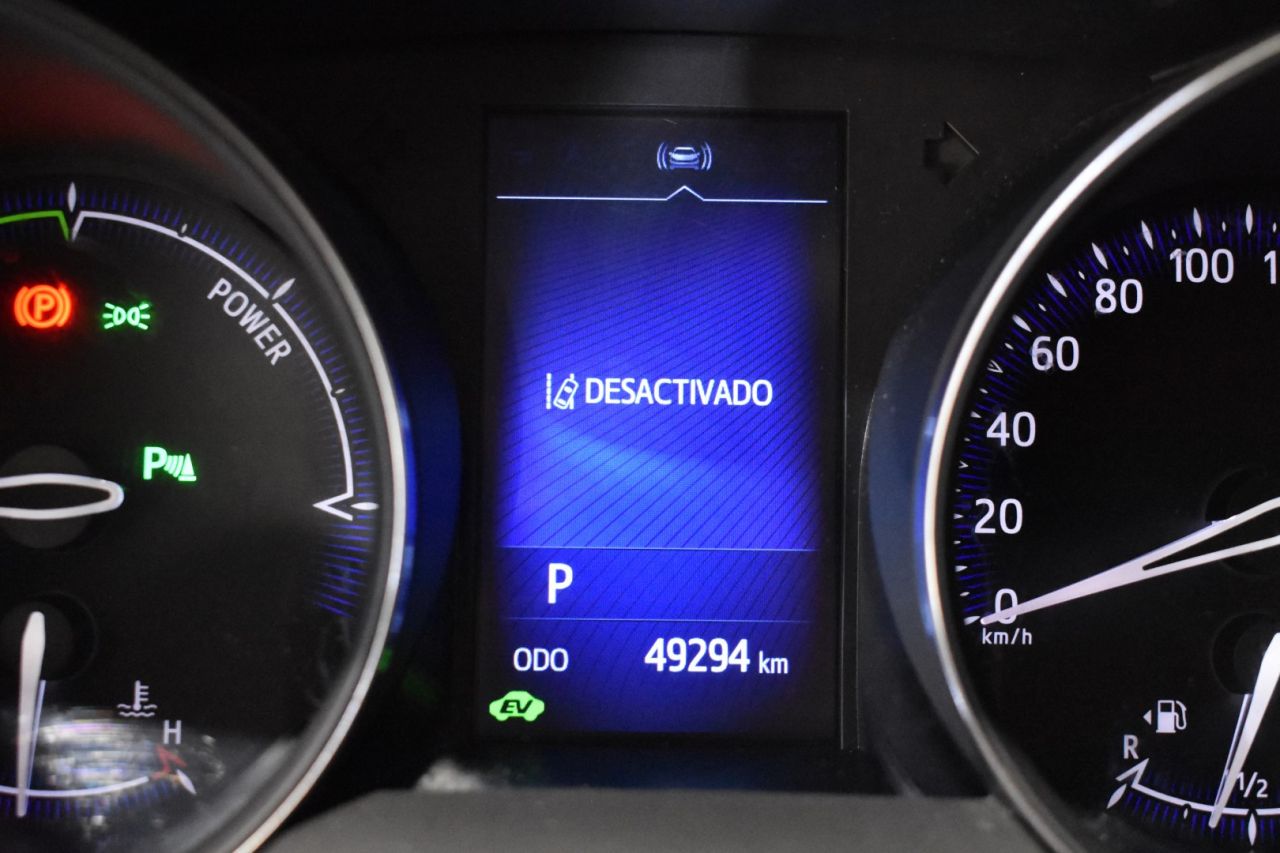 POWER
P
P
H
DESACTIVADO
P
ODO 49294 km
EV
100
80
60
40
20
0
km/h
R
1/2